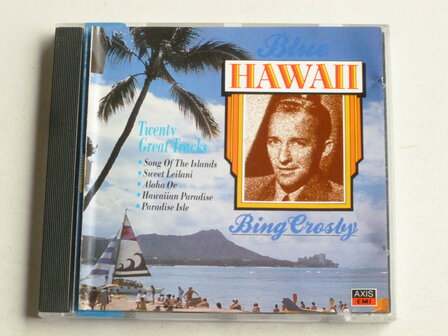 Blue
HAWAII
Twenty
Great Tracks
• Song Of The Islands
• Sweet Leilani
• Aloha Oe
• Hawaiian Paradise
• Paradise Isle
Bing Crosby
AXIS
EMI